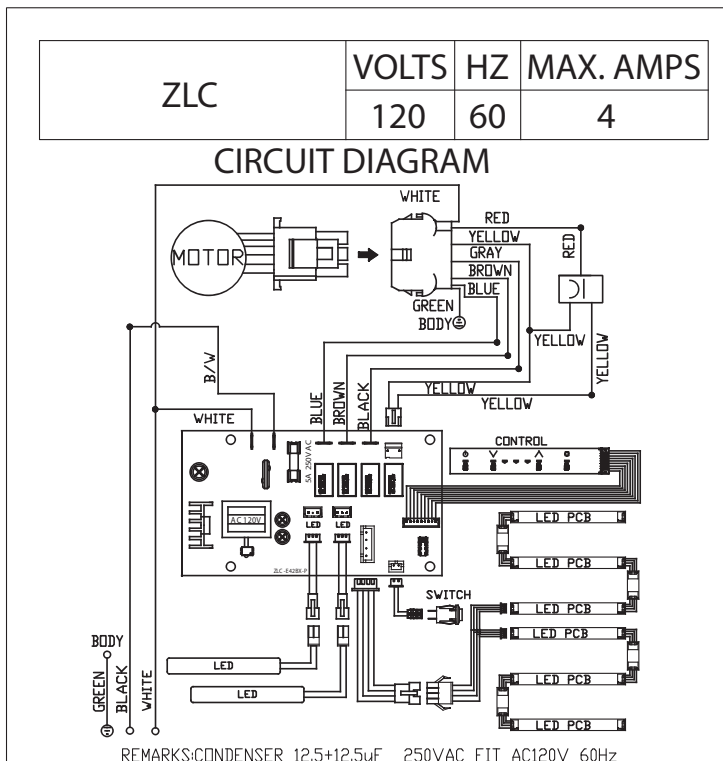 ZLC
VOLTS HZ MAX. AMPS
120 60 4
CIRCUIT DIAGRAM
WHITE
MOTOR
RED
YELLOW
GRAY
BROWN
BLUE
RED
GREEN
BODY
YELLOW
YELLOW
B/W
WHITE
BLUE
BROWN
BLACK
YELLOW
YELLOW
5A 250VAC
CONTROL
AC 120V
LED
LED
ZLC-E42BX-P
SWITCH
LED PCB
LED PCB
LED PCB
LED PCB
LED PCB
LED PCB
LED
LED
BODY
GREEN
BLACK
WHITE
REMARKS:CONDENSER 12.5+12.5uF 250VAC FIT AC120V 60Hz